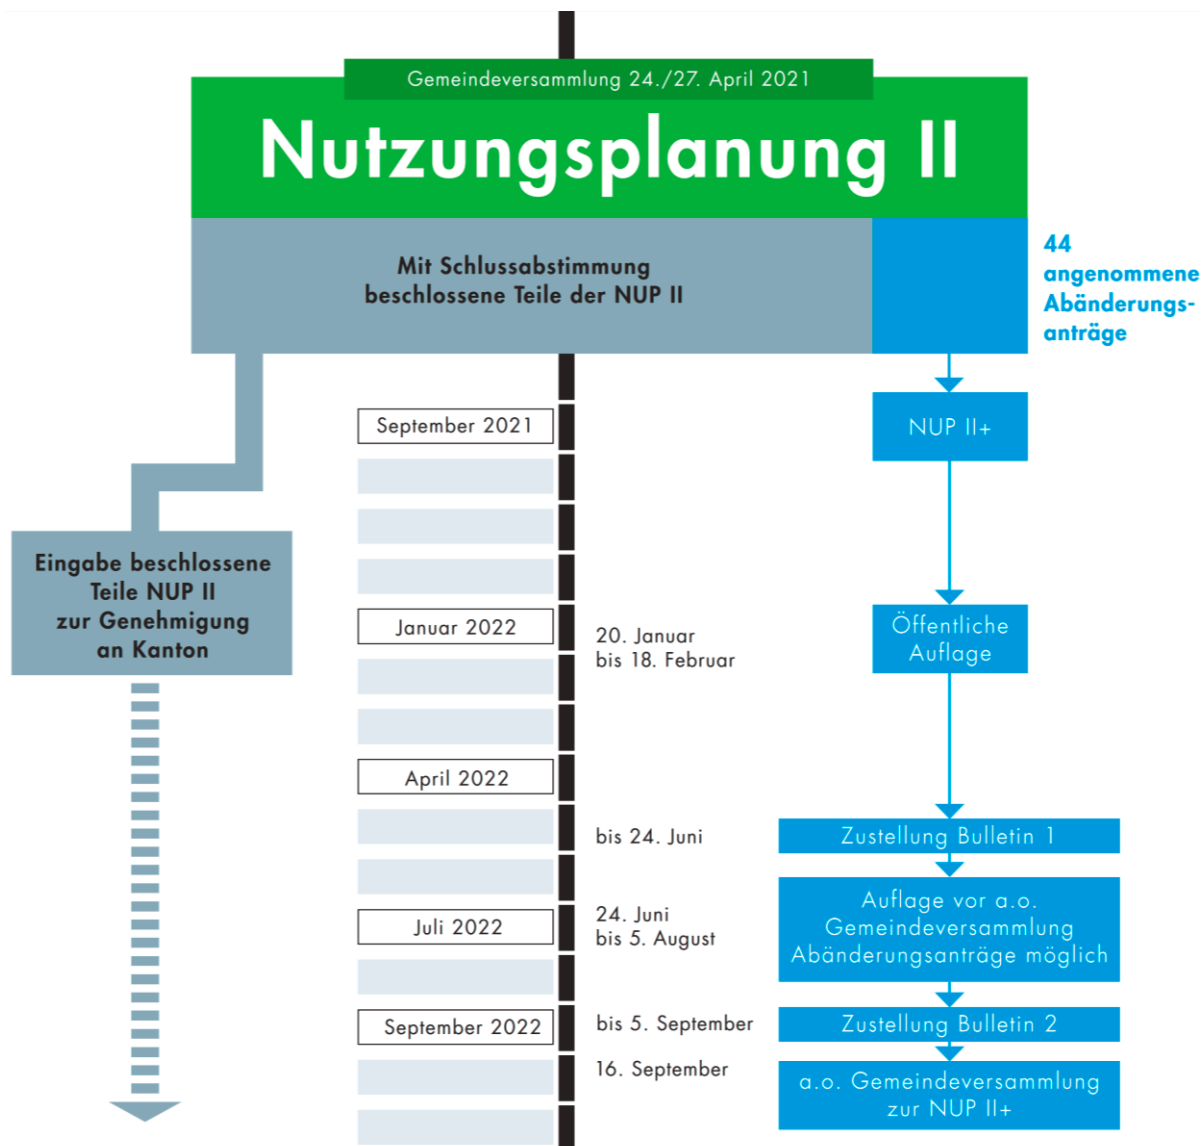 Gemeindeversammlung 24./27. April 2021
Nutzungsplanung II
Mit Schlussabstimmung
beschlossene Teile der NUP II
44
angenommene
Abänderungs-
anträge
September 2021
NUP II+
Eingabe beschlossene
Teile NUP II
zur Genehmigung
an Kanton
Januar 2022
20. Januar
bis 18. Februar
Öffentliche
Auflage
April 2022
bis 24. Juni
Zustellung Bulletin 1
Juli 2022
24. Juni
bis 5. August
Auflage vor a.o.
Gemeindeversammlung
Abänderungsanträge möglich
September 2022
bis 5. September
Zustellung Bulletin 2
16. September
a.o. Gemeindeversammlung
zur NUP II+